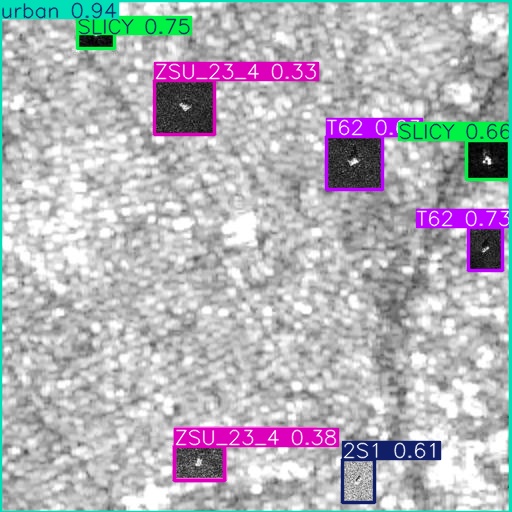 urban 0.94
SLICY 0.75
ZSU_23_4 0.33
T62
SLICY 0.66
T62 0.73
ZSU_23_4 0.38
2S1 0.61